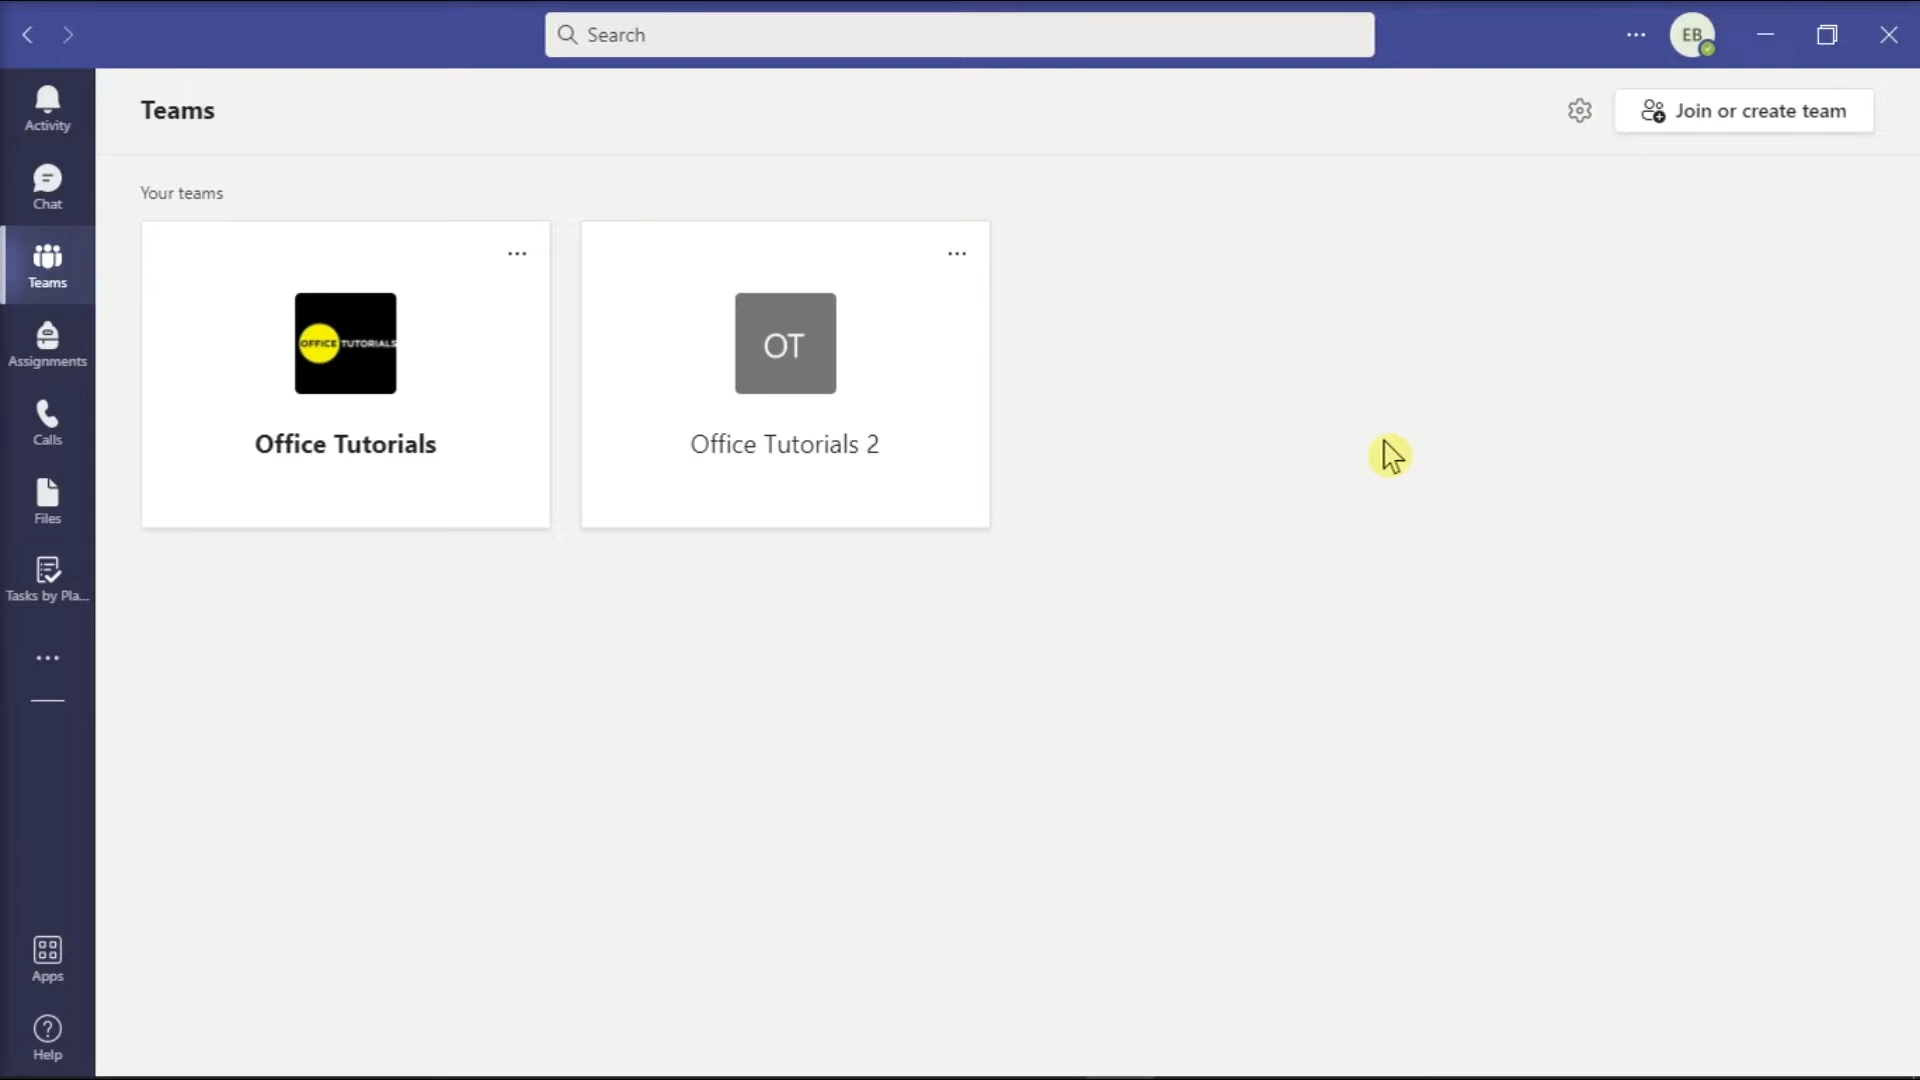 Search
EB
Activity
Chat
Teams
Assignments
Calls
Files
Tasks by Pla...
Apps
Help
Teams
Join or create team
Your teams
OFFICE TUTORIALS
Office Tutorials
OT
Office Tutorials 2